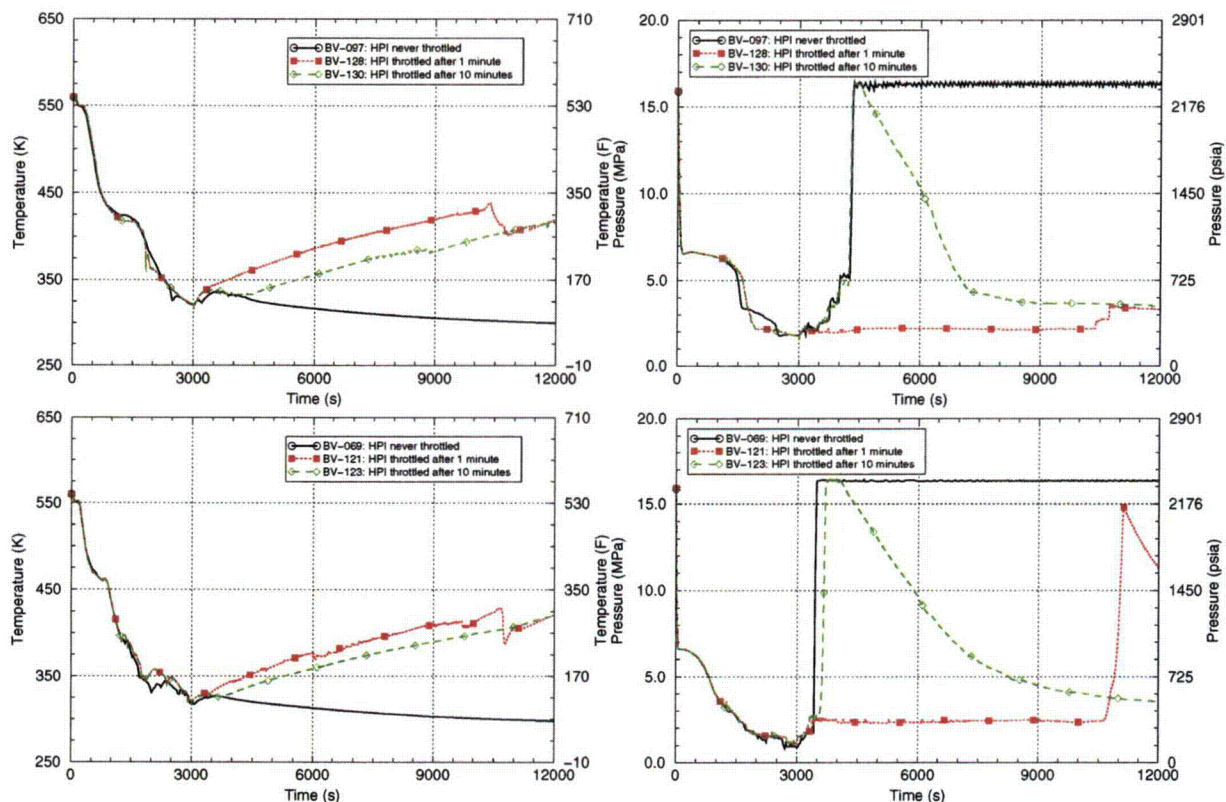 650
550
450
350
250
Temperature (K)
710
530
350
170
-10
Temperature (F)
BV-097: HPI never throttled
BV-128: HPI throttled after 1 minute
BV-130: HPI throttled after 10 minutes
0 3000 6000 9000 12000
Time (s)
20.0
15.0
10.0
5.0
0.0
Pressure (MPa)
2901
2176
1450
725
0
Pressure (psia)
BV-097: HPI never throttled
BV-128: HPI throttled after 1 minute
BV-130: HPI throttled after 10 minutes
0 3000 6000 9000 12000
Time (s)
650
550
450
350
250
Temperature (K)
710
530
350
170
-10
Temperature (F)
BV-069: HPI never throttled
BV-121: HPI throttled after 1 minute
BV-123: HPI throttled after 10 minutes
0 3000 6000 9000 12000
Time (s)
20.0
15.0
10.0
5.0
0.0
Pressure (MPa)
2901
2176
1450
725
0
Pressure (psia)
BV-069: HPI never throttled
BV-121: HPI throttled after 1 minute
BV-123: HPI throttled after 10 minutes
0 3000 6000 9000 12000
Time (s)